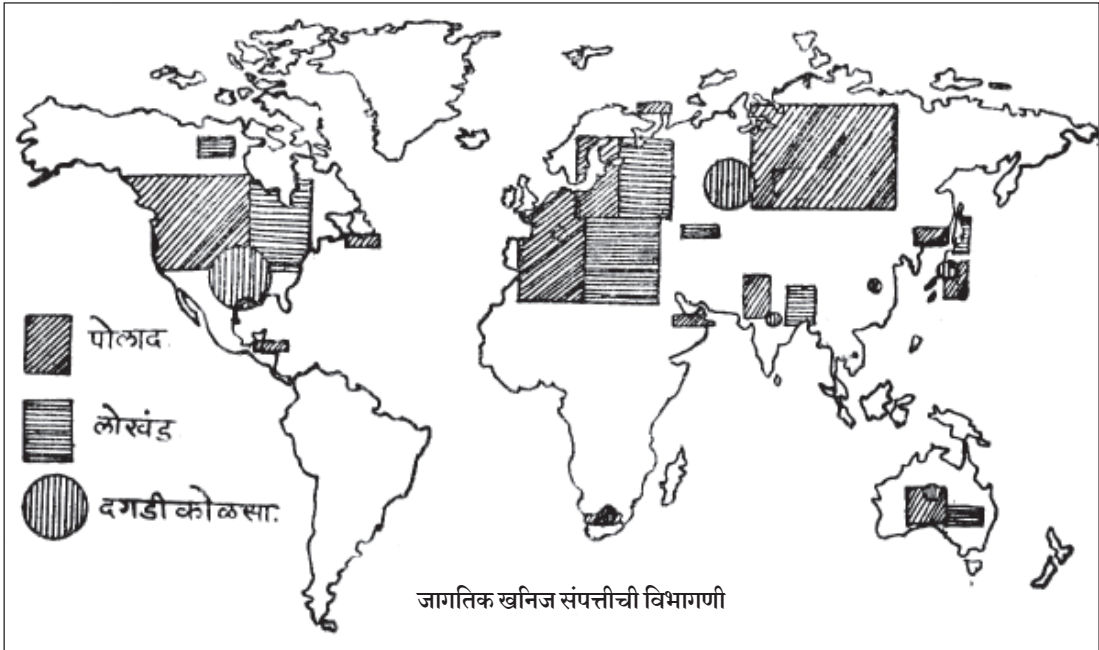 पोलाद.
लोखंड
दगडी कोळसा.
जागतिक खनिज संपत्तीची विभागणी